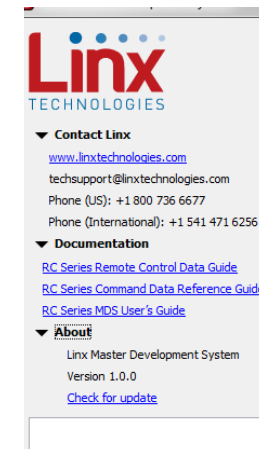 Linx
TECHNOLOGIES
Contact Linx
www.linxtechnologies.com
techsupport@linxtechnologies.com
Phone (US): +1 800 736 6677
Phone (International): +1 541 471 6256
Documentation
RC Series Remote Control Data Guide
RC Series Command Data Reference Guide
RC Series MDS User's Guide
About
Linx Master Development System
Version 1.0.0
Check for update